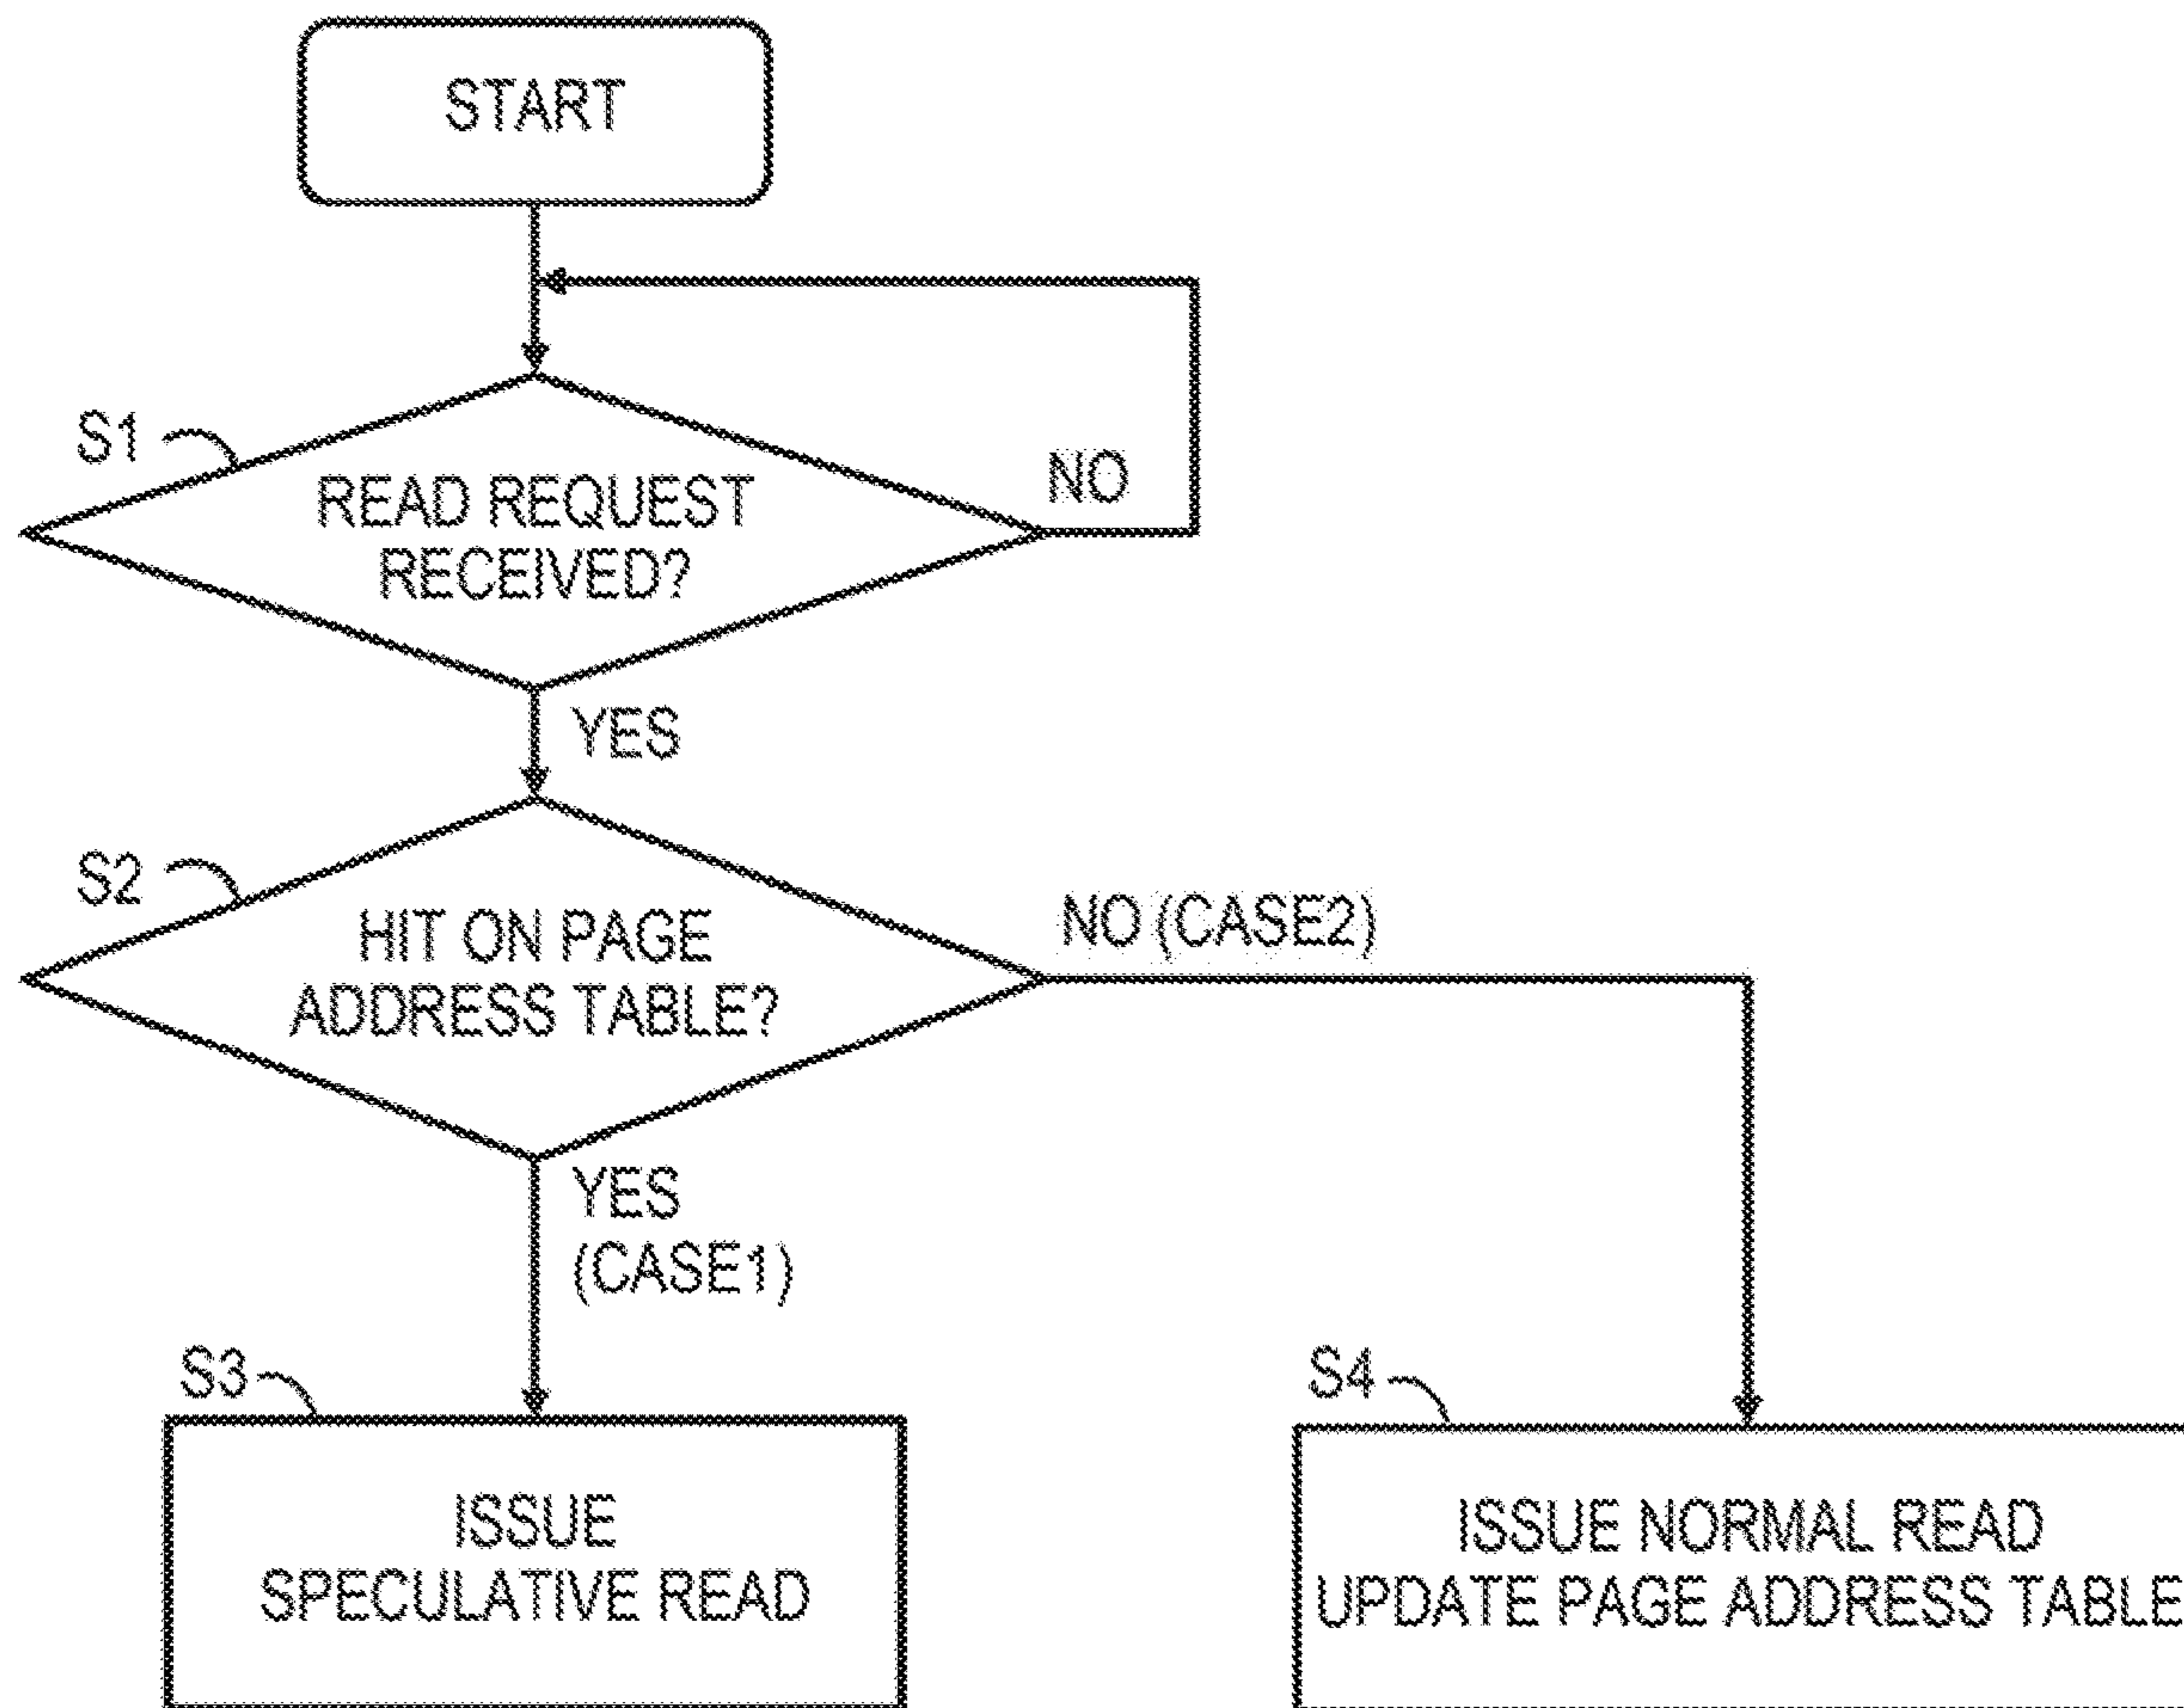 START
S1
READ REQUEST
RECEIVED?
NO
YES
S2
HIT ON PAGE
ADDRESS TABLE?
NO (CASE2)
YES
(CASE1)
S3
ISSUE
SPECULATIVE READ
S4
ISSUE NORMAL READ
UPDATE PAGE ADDRESS TABLE